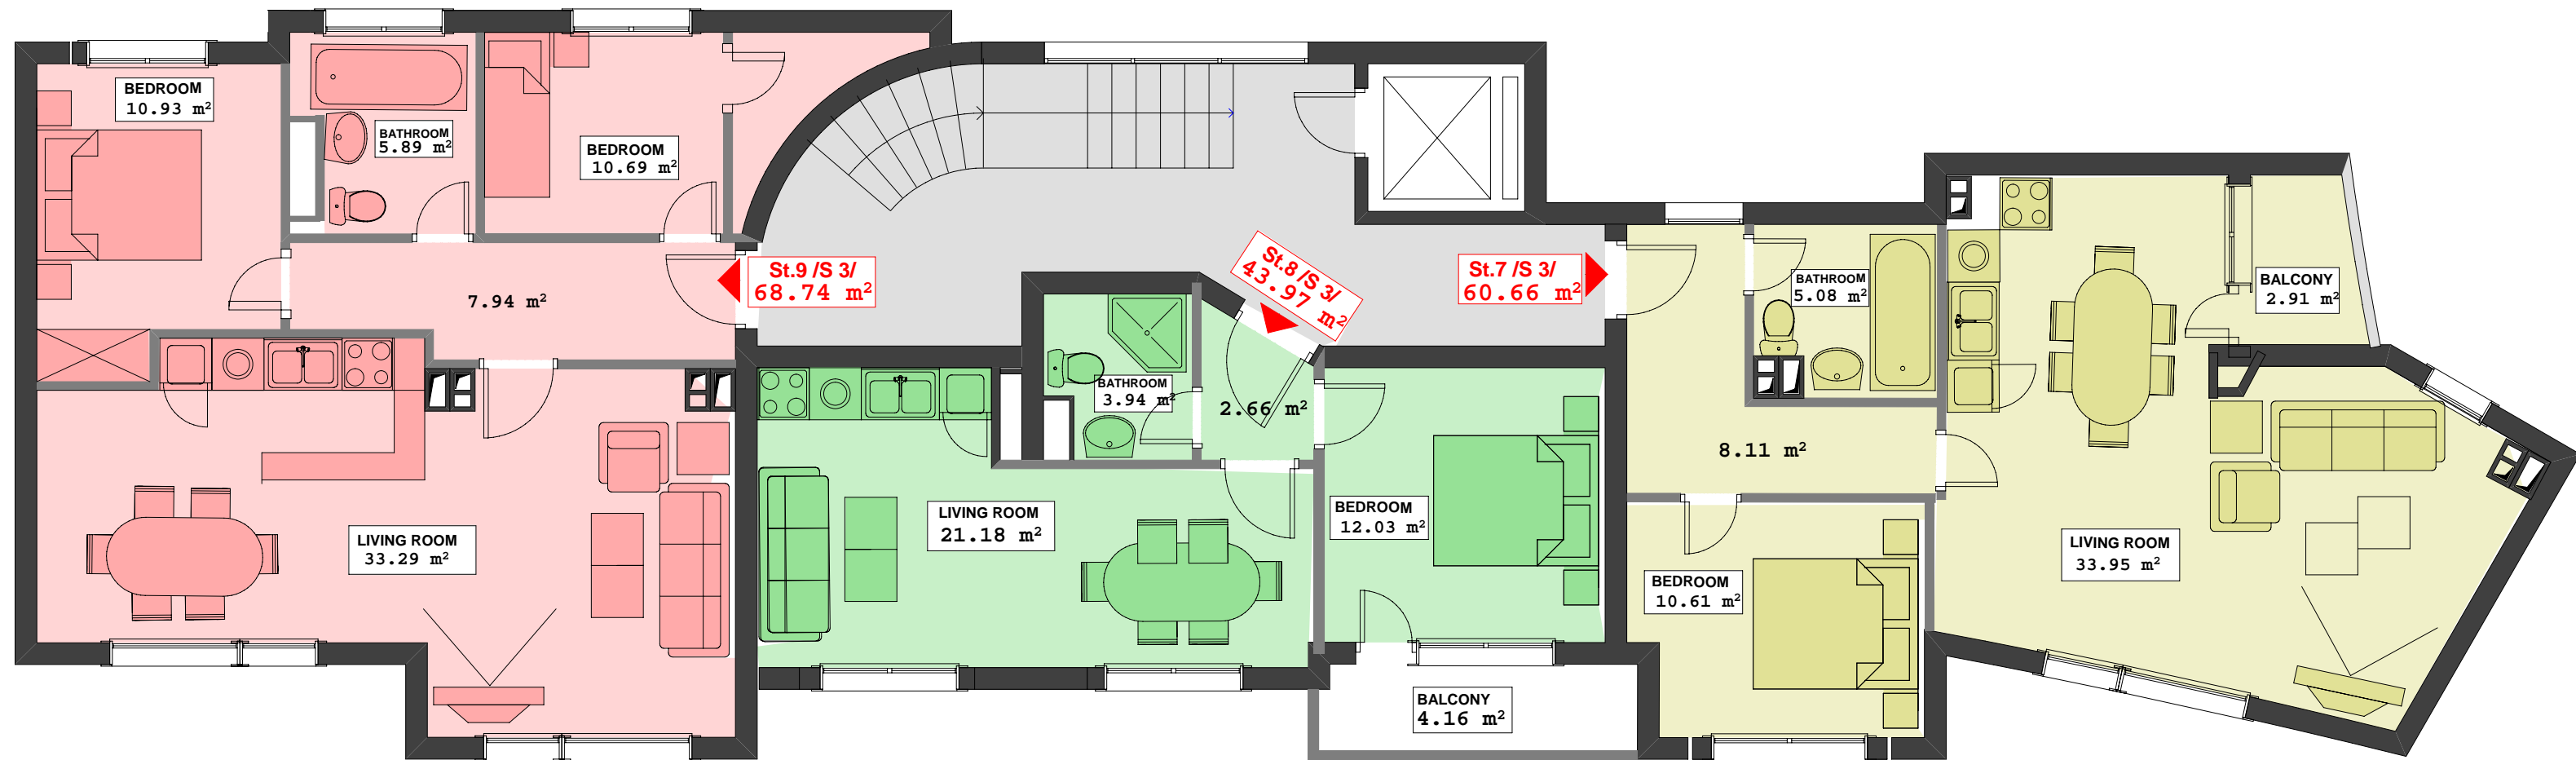 BEDROOM
10.93 m²
BATHROOM
5.89 m²
BEDROOM
10.69 m²
7.94 m²
St.9 /S 3/
68.74 m²
LIVING ROOM
33.29 m²
St.8 /S 3/
43.97 m²
BATHROOM
3.94 m²
2.66 m²
LIVING ROOM
21.18 m²
BEDROOM
12.03 m²
BALCONY
4.16 m²
St.7 /S 3/
60.66 m²
BATHROOM
5.08 m²
8.11 m²
BALCONY
2.91 m²
LIVING ROOM
33.95 m²
BEDROOM
10.61 m²